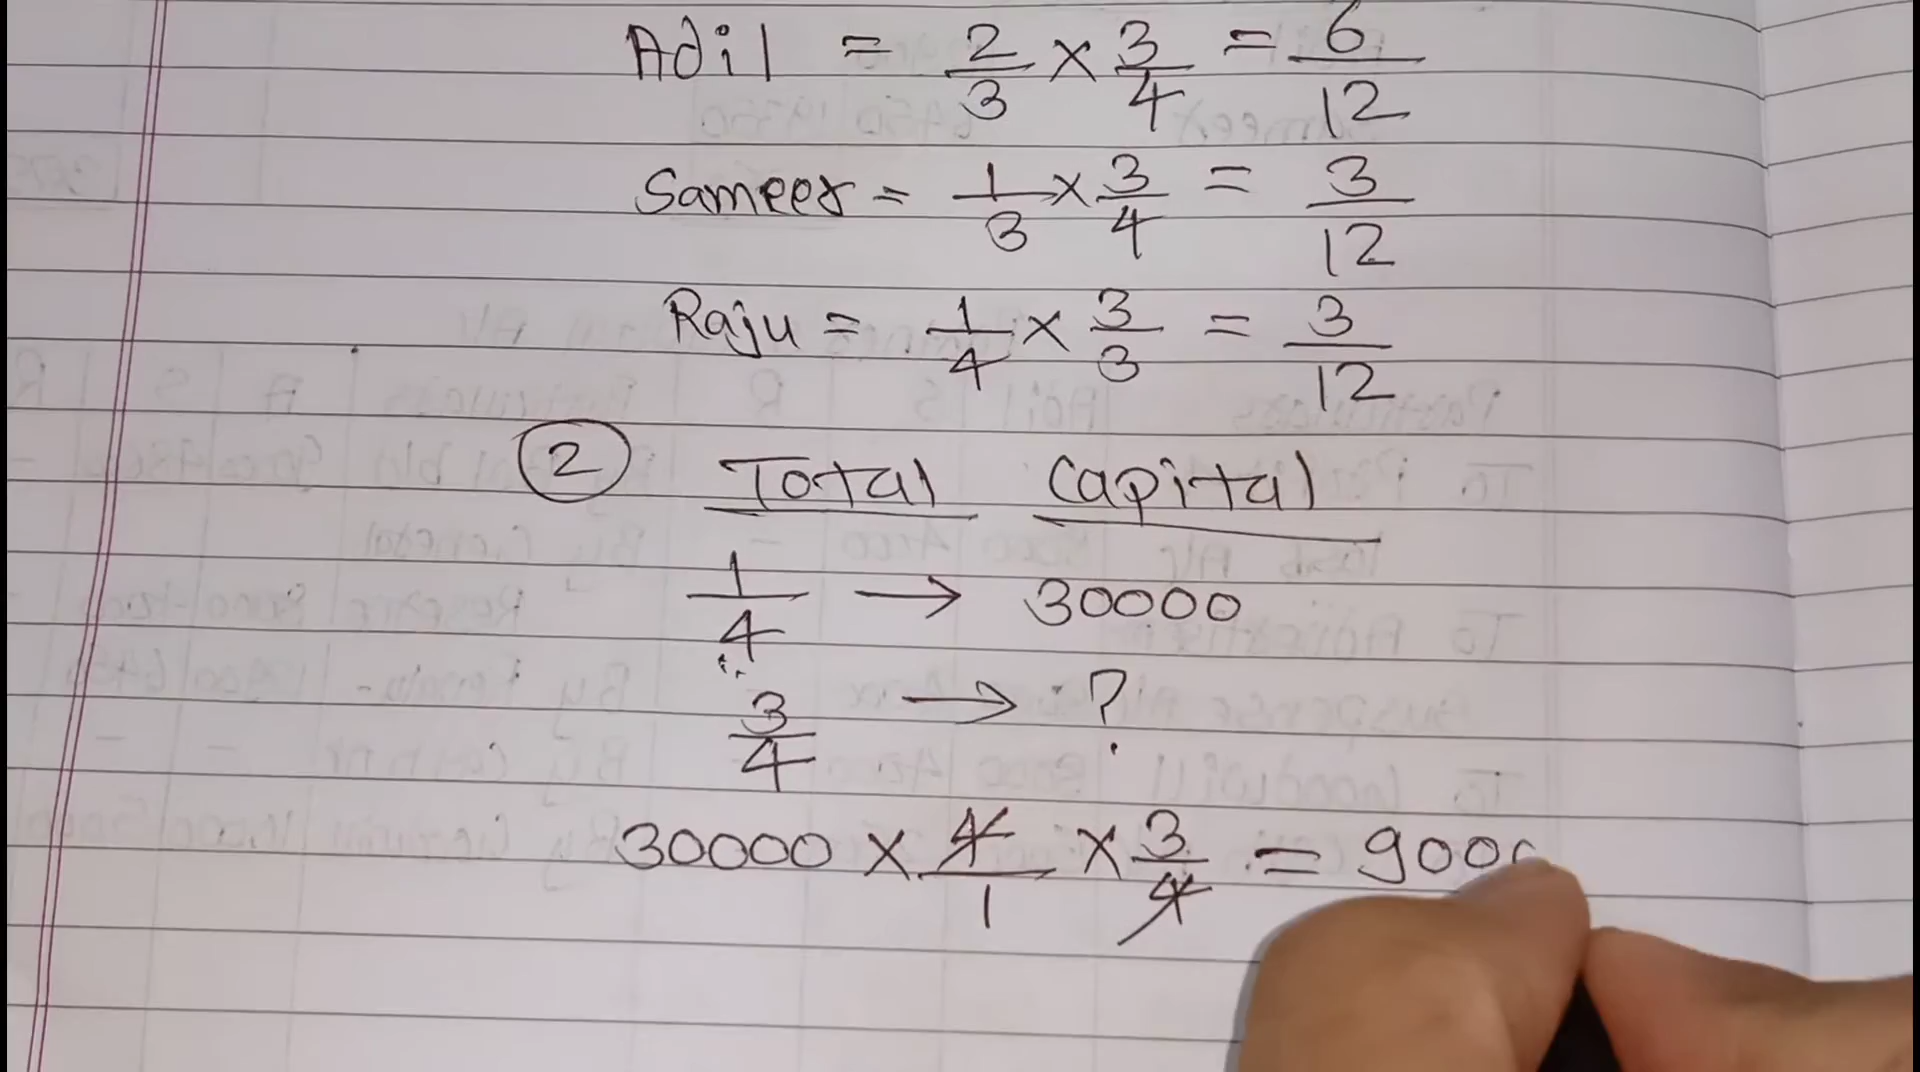 Adil = 2/3 × 3/4 = 6/12
Sameer = 1/3 × 3/4 = 3/12
Raju = 1/4 × 3/3 = 3/12
② Total Capital
1/4 → 30000
3/4 → ?
30000 × 4/1 × 3/4 = 9000